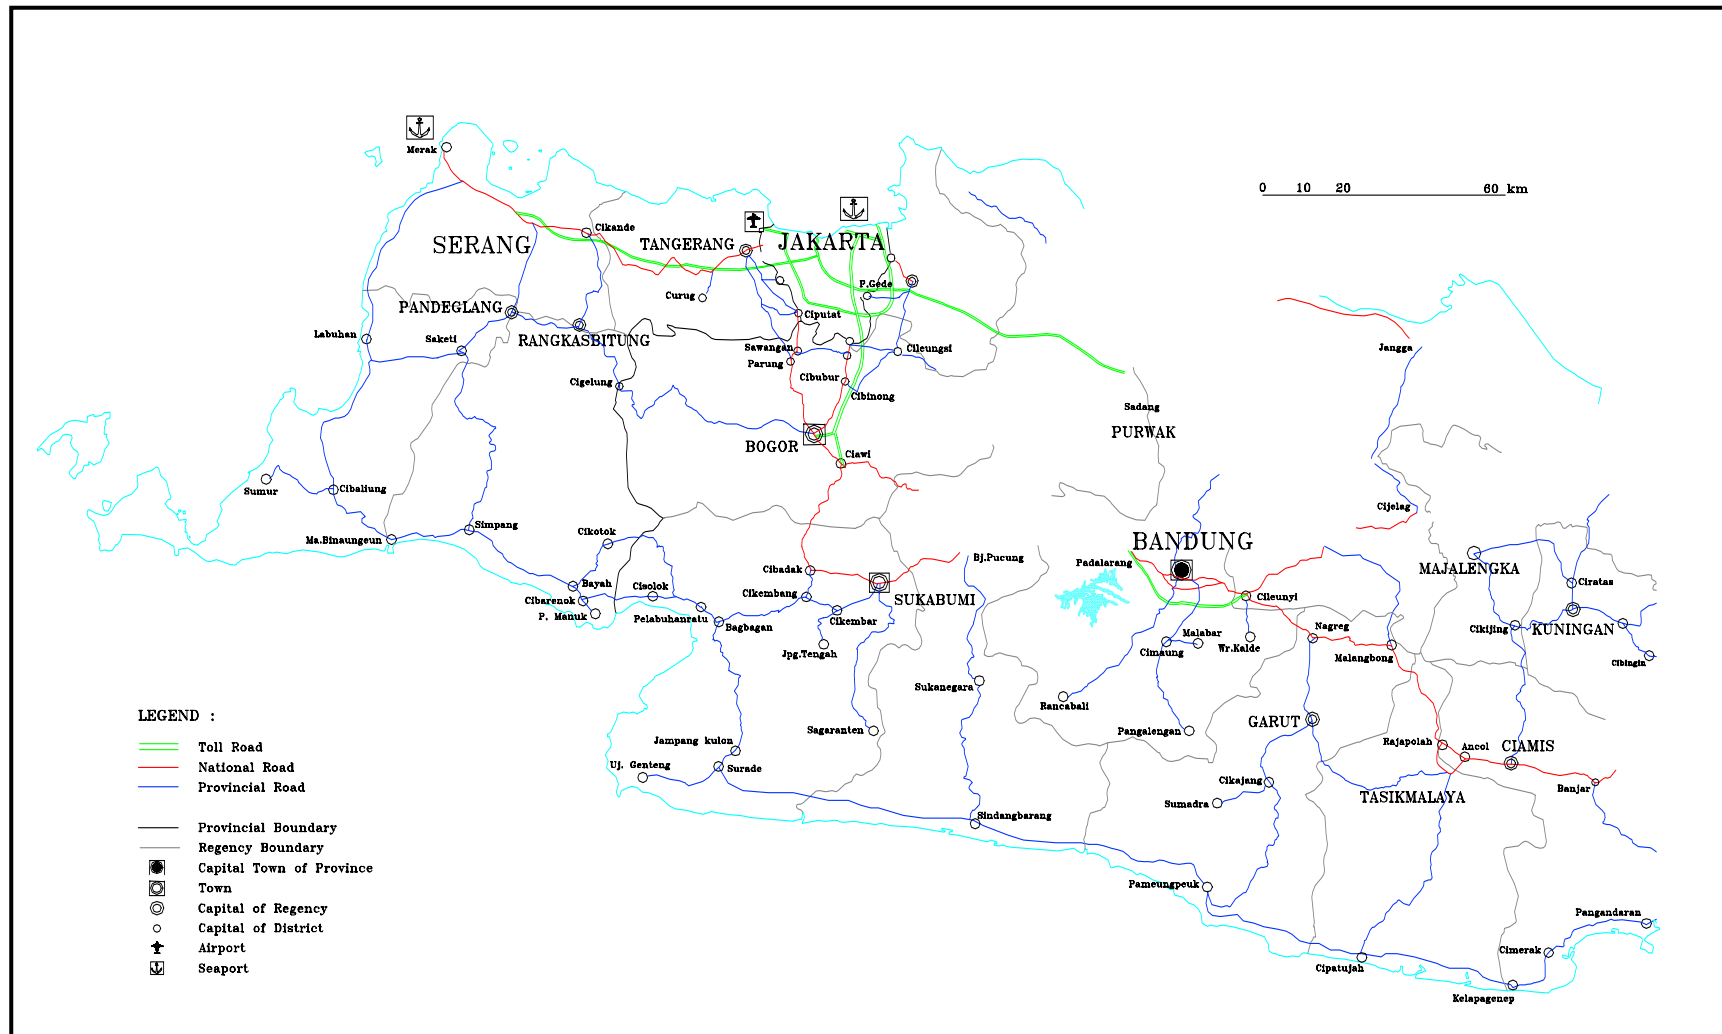 Merak
0 10 20 60 km
Cikande
SERANG
TANGERANG
JAKARTA
P.Gede
Curug
PANDEGLANG
Ciputat
Labuhan
Saketi
RANGKASBITUNG
Sawangan
Cileungsi
Jangga
Parung
Cigelung
Cibubur
Cibinong
Sadang
PURWAK
BOGOR
Ciawi
Sumur
Cibaliung
Cijelag
Simpang
Cikotok
Ma.Binaungeun
BANDUNG
Bj.Pucung
Padalarang
Cibadak
MAJALENGKA
Bayah
Cisolok
Ciratas
Cikembang
SUKABUMI
Cileunyi
Cibarenok
P. Manuk
Pelabuhanratu
Bagbagan
Cikembar
Nagreg
Cikijing
KUNINGAN
Malabar
Cimaung
Wr.Kalde
Jpg.Tengah
Malangbong
Cibingin
Sukanegara
Rancabali
LEGEND :
GARUT
Sagaranten
Pangalengan
Jampang kulon
Rajapolah
Ancol
CIAMIS
Toll Road
Uj. Genteng
Surade
National Road
Cikajang
Provincial Road
Sumadra
TASIKMALAYA
Banjar
Sindangbarang
Provincial Boundary
Regency Boundary
Capital Town of Province
Town
Pameungpeuk
Capital of Regency
Pangandaran
Capital of District
Airport
Cimerak
Seaport
Cipatujah
Kelapagenep